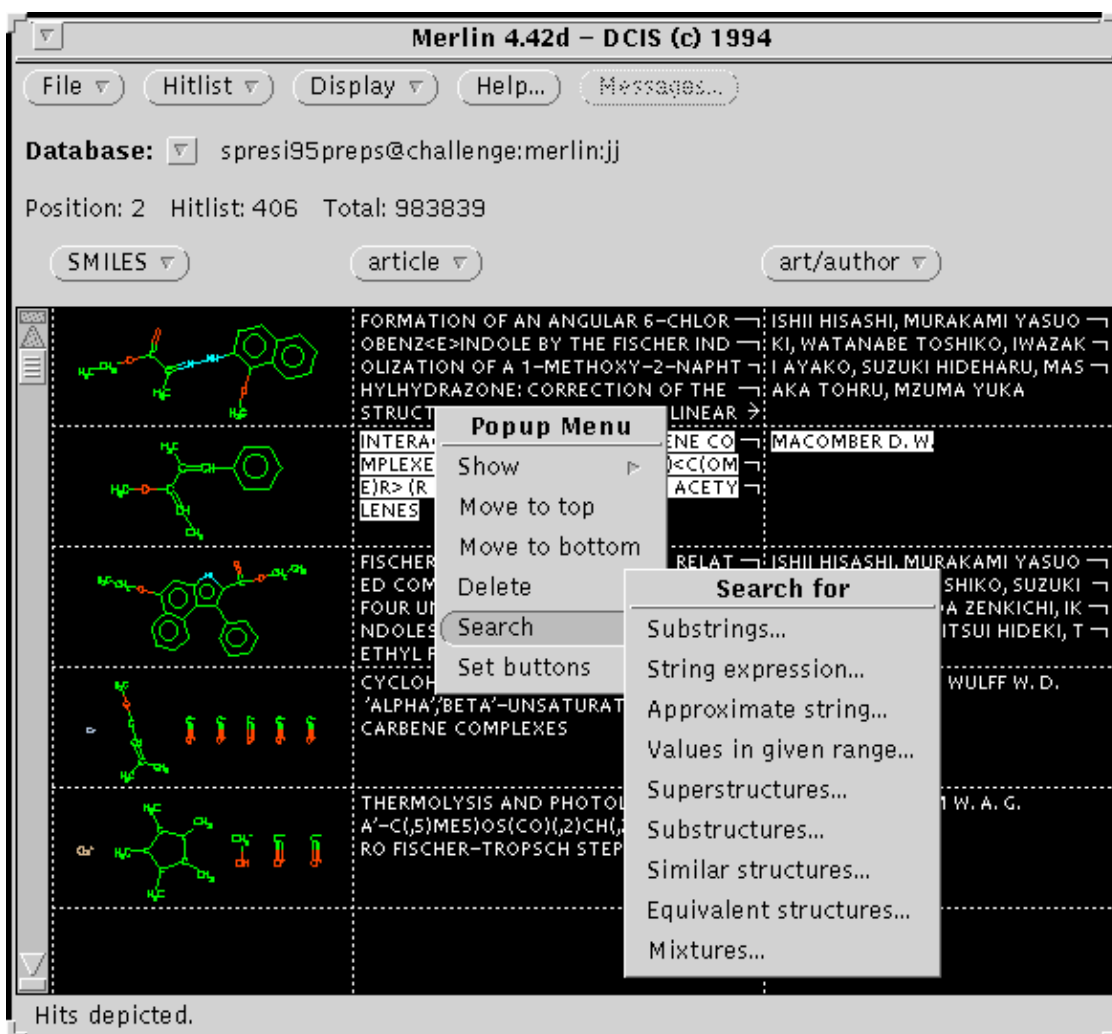 Merlin 4.42d – DCIS (c) 1994
File Hitlist Display Help... Messages...
Database: spresi95preps@challenge:merlin:jj
Position: 2 Hitlist: 406 Total: 983839
SMILES article art/author
FORMATION OF AN ANGULAR 6–CHLOR
OBENZ<E>INDOLE BY THE FISCHER IND
OLIZATION OF A 1–METHOXY–2–NAPHT
HYLHYDRAZONE: CORRECTION OF THE
STRUCT LINEAR
ISHII HISASHI, MURAKAMI YASUO
KI, WATANABE TOSHIKO, IWAZAK
I AYAKO, SUZUKI HIDEHARU, MAS
AKA TOHRU, MZUMA YUKA
INTERA ENE CO
MPLEXE )<C(OM
E)R> (R ACETY
LENES
MACOMBER D. W.
FISCHER RELAT
ED COM
FOUR UN
NDOLES
ETHYL F
ISHII HISASHI, MURAKAMI YASUO
SHIKO, SUZUKI
A ZENKICHI, IK
ITSUI HIDEKI, T
CYCLOH
'ALPHA','BETA'–UNSATURAT
CARBENE COMPLEXES
WULFF W. D.
THERMOLYSIS AND PHOTOL
A'–C(,5)ME5)OS(CO)(,2)CH(,
RO FISCHER–TROPSCH STEP
W. A. G.
Popup Menu
Show
Move to top
Move to bottom
Delete
Search
Set buttons
Search for
Substrings...
String expression...
Approximate string...
Values in given range...
Superstructures...
Substructures...
Similar structures...
Equivalent structures...
Mixtures...
Hits depicted.